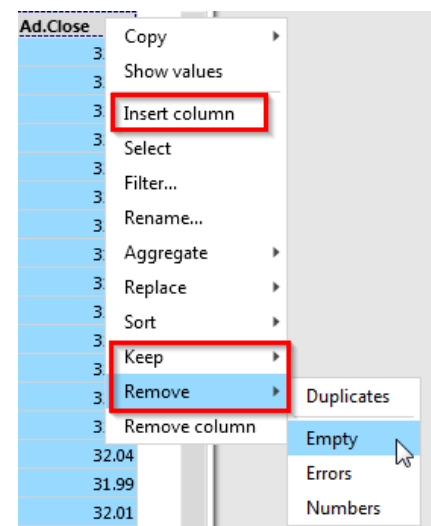 Ad.Close
Copy
Show values
Insert column
Select
Filter...
Rename...
Aggregate
Replace
Sort
Keep
Remove
Remove column
Duplicates
Empty
Errors
Numbers
32.04
31.99
32.01